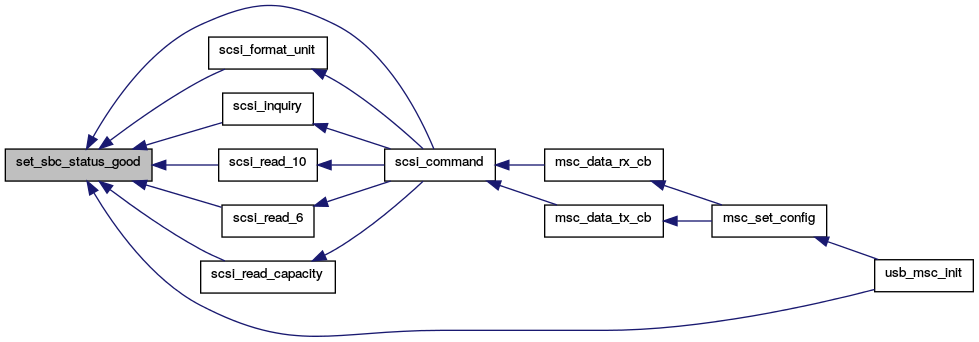 scsi_format_unit
scsi_inquiry
set_sbc_status_good
scsi_read_10
scsi_command
msc_data_rx_cb
scsi_read_6
msc_data_tx_cb
msc_set_config
scsi_read_capacity
usb_msc_init